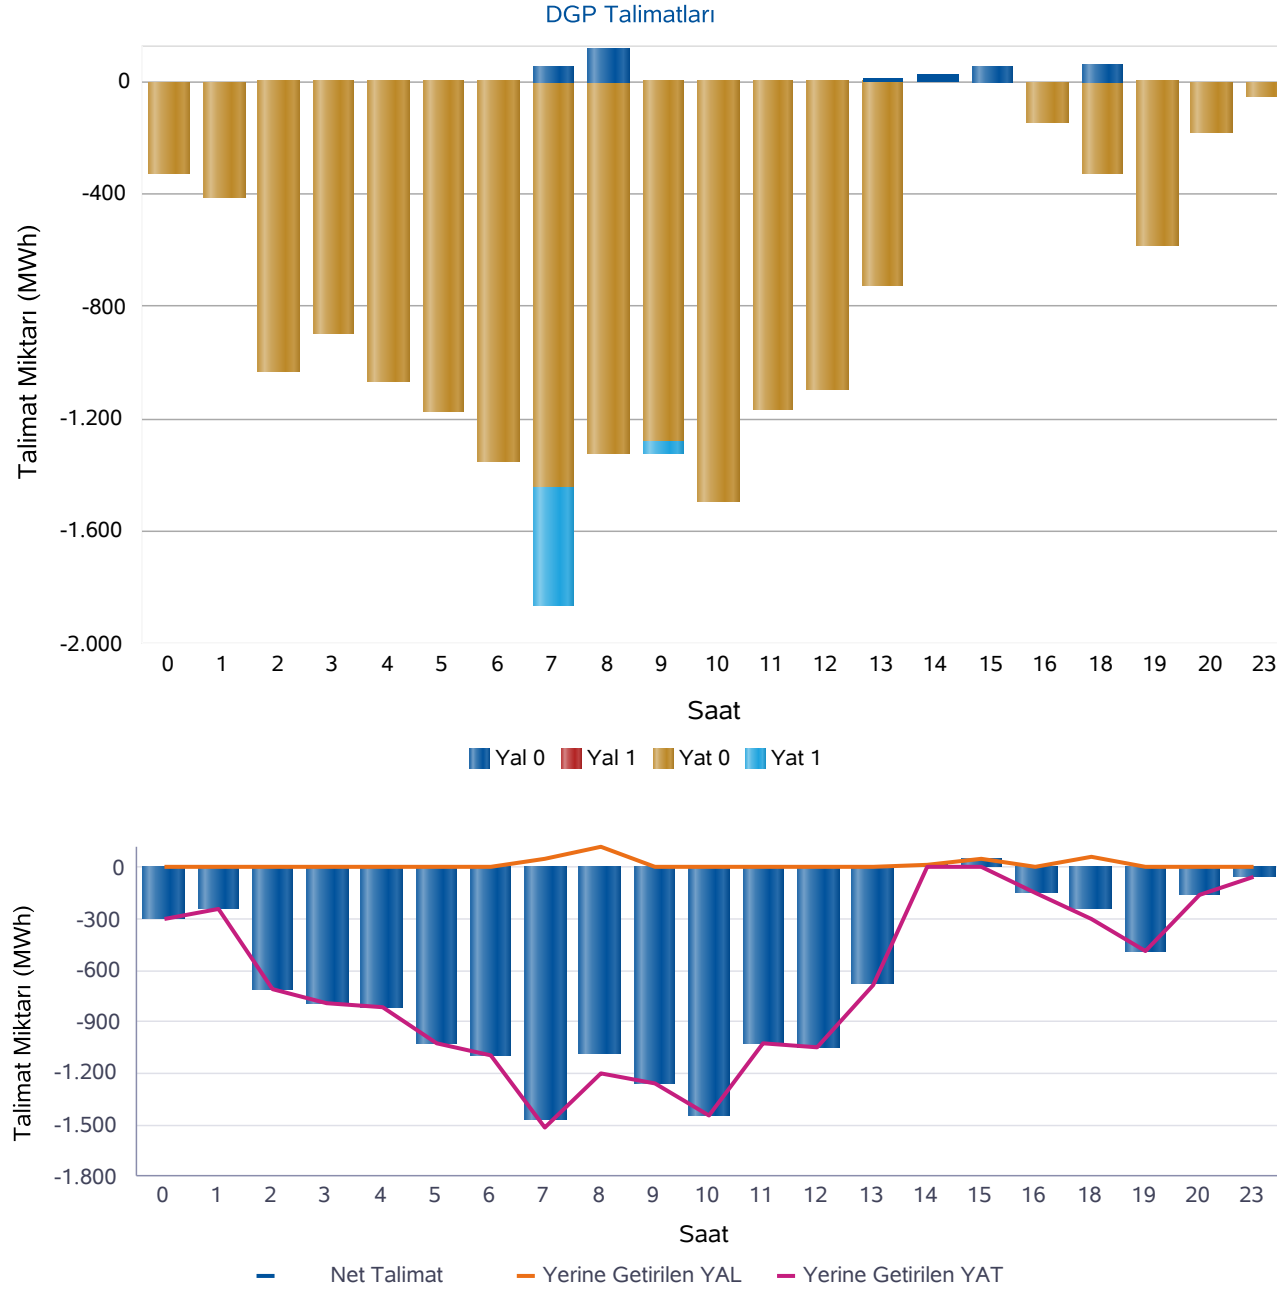 DGP Talimatları
Talimat Miktarı (MWh)
0
-400
-800
-1.200
-1.600
-2.000
0 1 2 3 4 5 6 7 8 9 10 11 12 13 14 15 16 18 19 20 23
Saat
Yal 0 Yal 1 Yat 0 Yat 1
Talimat Miktarı (MWh)
0
-300
-600
-900
-1.200
-1.500
-1.800
0 1 2 3 4 5 6 7 8 9 10 11 12 13 14 15 16 18 19 20 23
Saat
Net Talimat Yerine Getirilen YAL Yerine Getirilen YAT